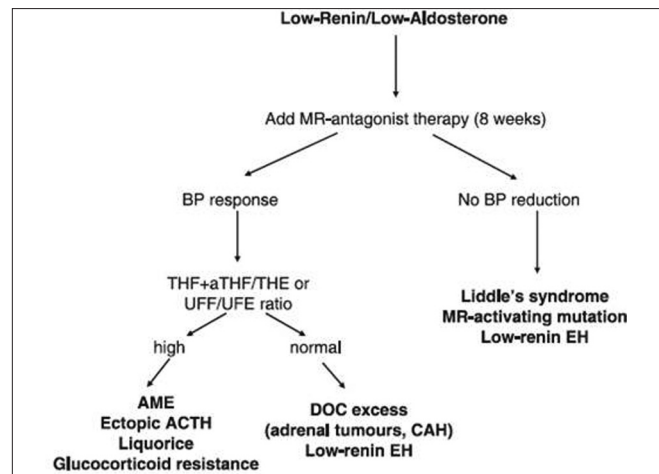 Low-Renin/Low-Aldosterone
Add MR-antagonist therapy (8 weeks)
BP response
No BP reduction
THF+aTHF/THE or
UFF/UFE ratio
Liddle's syndrome
MR-activating mutation
Low-renin EH
high
normal
AME
Ectopic ACTH
Liquorice
Glucocorticoid resistance
DOC excess
(adrenal tumours, CAH)
Low-renin EH